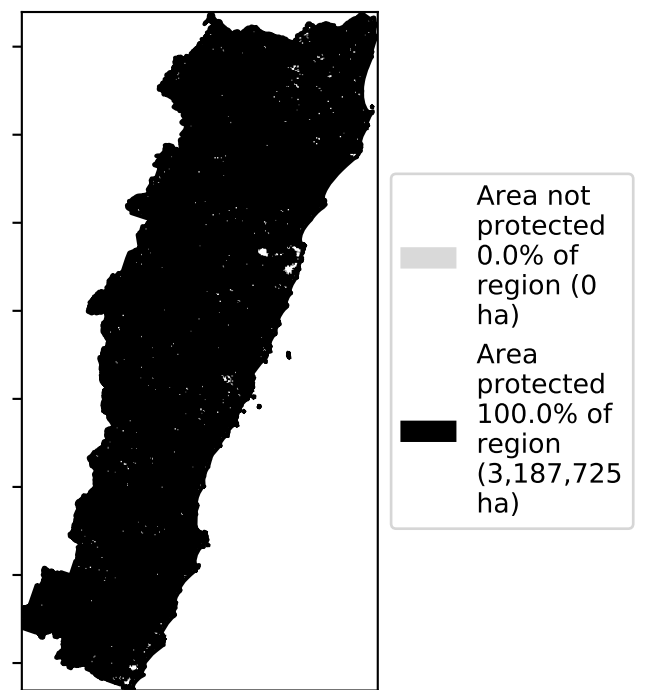 Area not
protected
0.0% of
region (0
ha)
Area
protected
100.0% of
region
(3,187,725
ha)